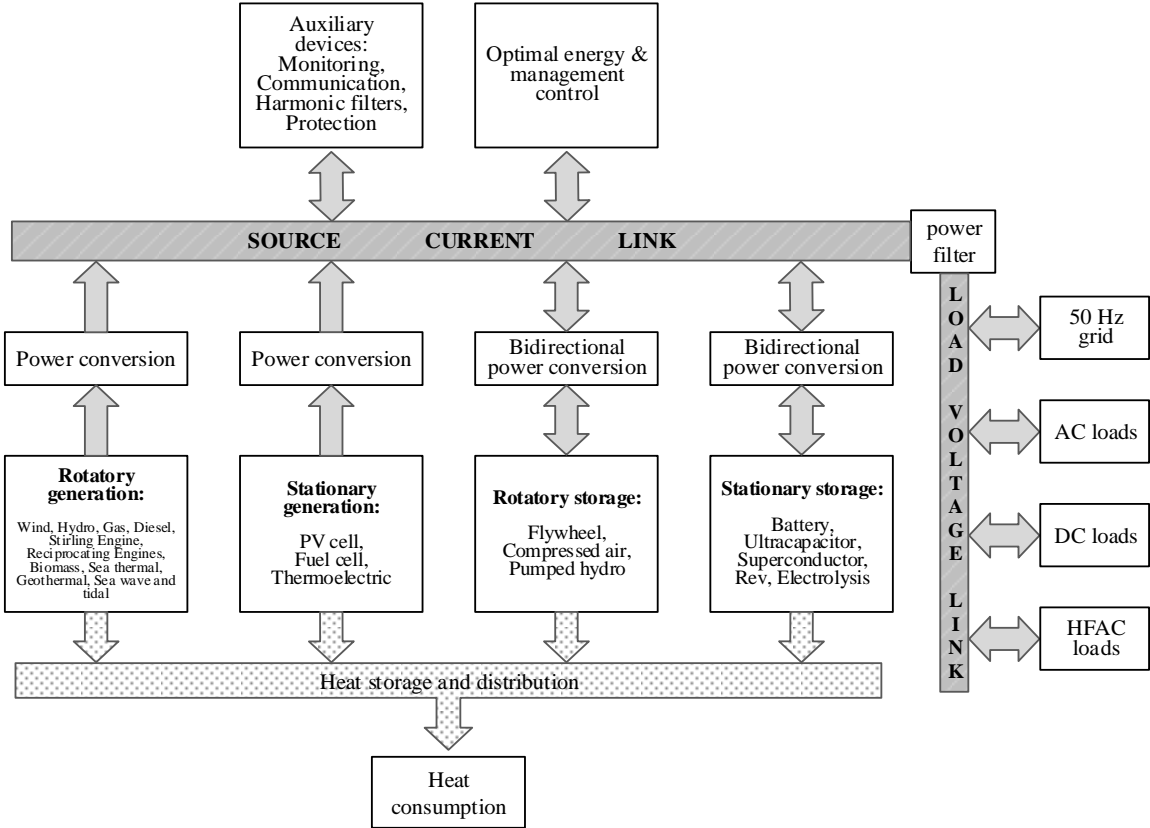 Auxiliary
devices:
Monitoring,
Communication,
Harmonic filters,
Protection
Optimal energy &
management
control
SOURCE CURRENT LINK
power
filter
Power conversion
Power conversion
Bidirectional
power conversion
Bidirectional
power conversion
Rotatory
generation:
Wind, Hydro, Gas, Diesel,
Stirling Engine,
Reciprocating Engines,
Biomass, Sea thermal,
Geothermal, Sea wave and
tidal
Stationary
generation:
PV cell,
Fuel cell,
Thermoelectric
Rotatory storage:
Flywheel,
Compressed air,
Pumped hydro
Stationary storage:
Battery,
Ultracapacitor,
Superconductor,
Rev, Electrolysis
LOAD VOLTAGE LINK
50 Hz
grid
AC loads
DC loads
HFAC
loads
Heat storage and distribution
Heat
consumption